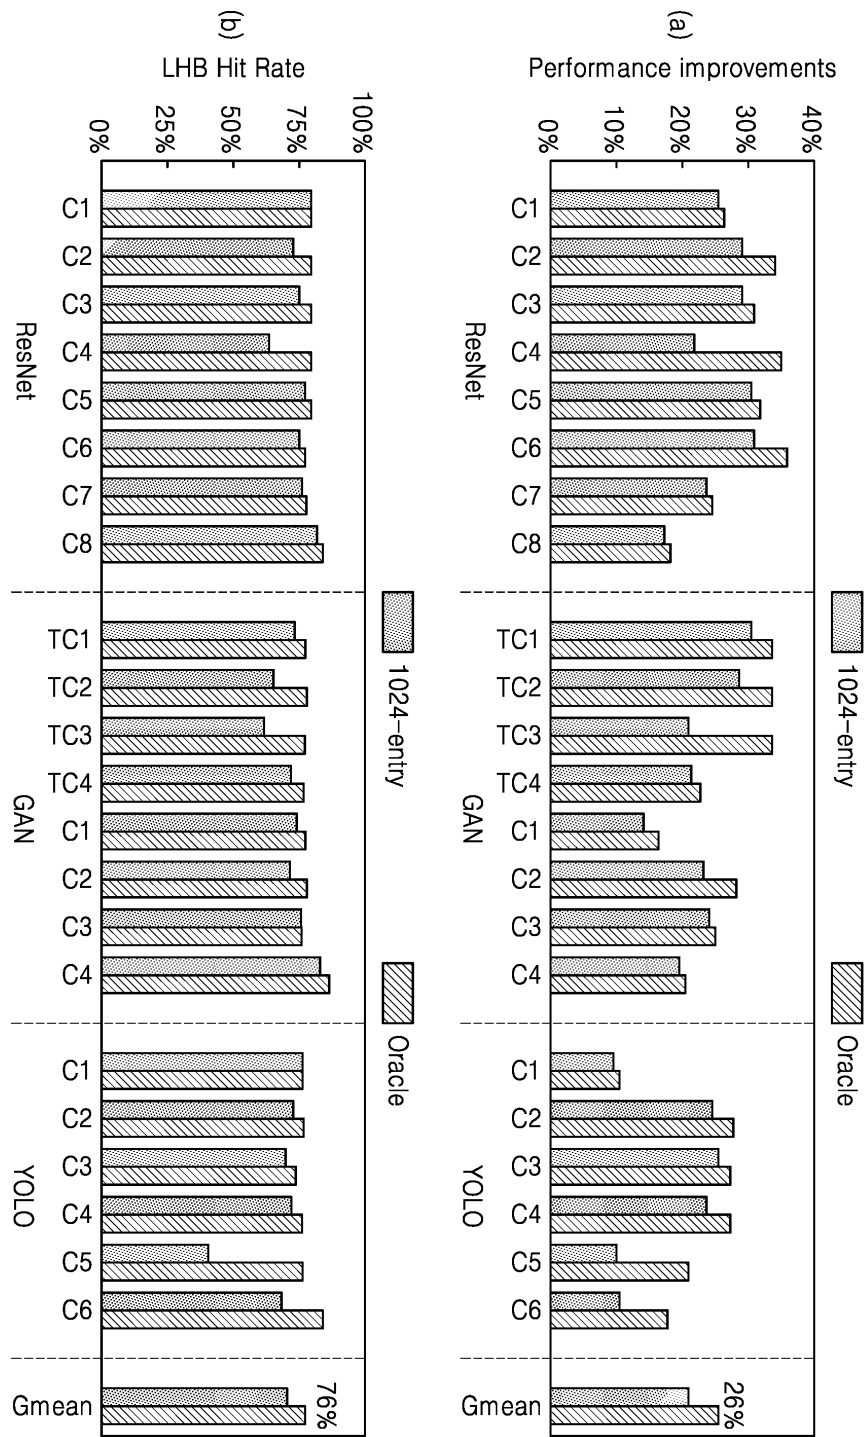 1024-entry
Oracle
Performance improvements
40%
30%
20%
10%
0%
26%
C1 C2 C3 C4 C5 C6 C7 C8 TC1 TC2 TC3 TC4 C1 C2 C3 C4 C1 C2 C3 C4 C5 C6 Gmean
ResNet GAN YOLO
(a)
1024-entry
Oracle
LHB Hit Rate
100%
75%
50%
25%
0%
76%
C1 C2 C3 C4 C5 C6 C7 C8 TC1 TC2 TC3 TC4 C1 C2 C3 C4 C1 C2 C3 C4 C5 C6 Gmean
ResNet GAN YOLO
(b)